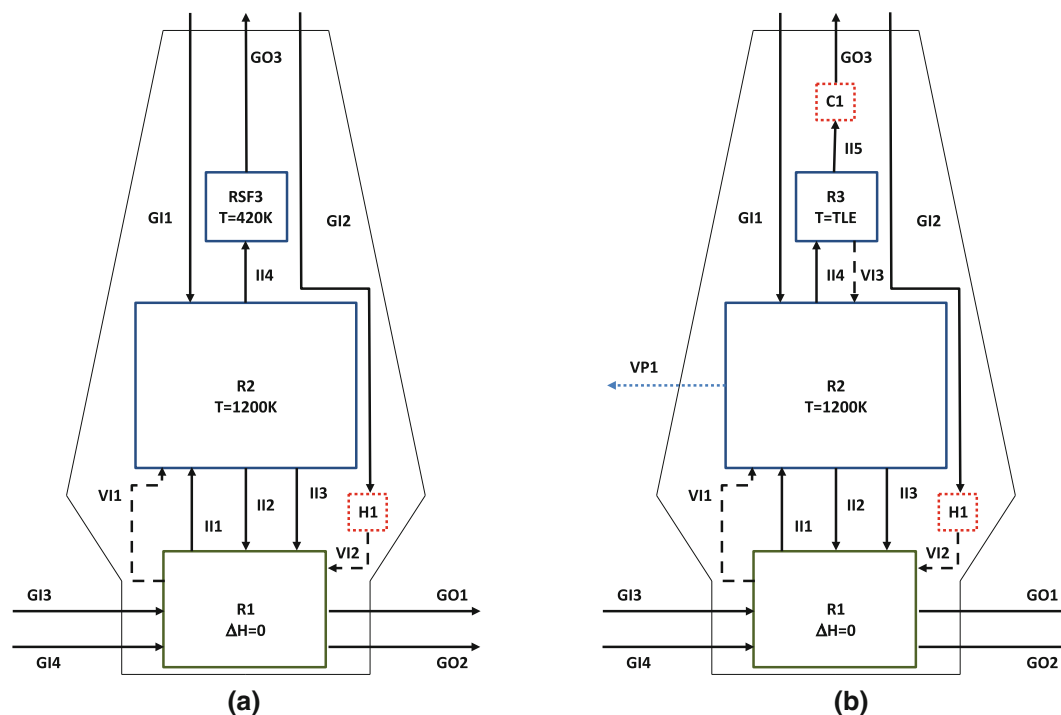 GO3
RSF3
T=420K
GI1
GI2
II4
R2
T=1200K
VI1
II1
II2
II3
H1
VI2
GI3
R1
ΔH=0
GO1
GI4
GO2
(a)
GO3
C1
II5
R3
T=TLE
GI1
GI2
II4
VI3
VP1
R2
T=1200K
VI1
II1
II2
II3
H1
VI2
GI3
R1
ΔH=0
GO1
GI4
GO2
(b)